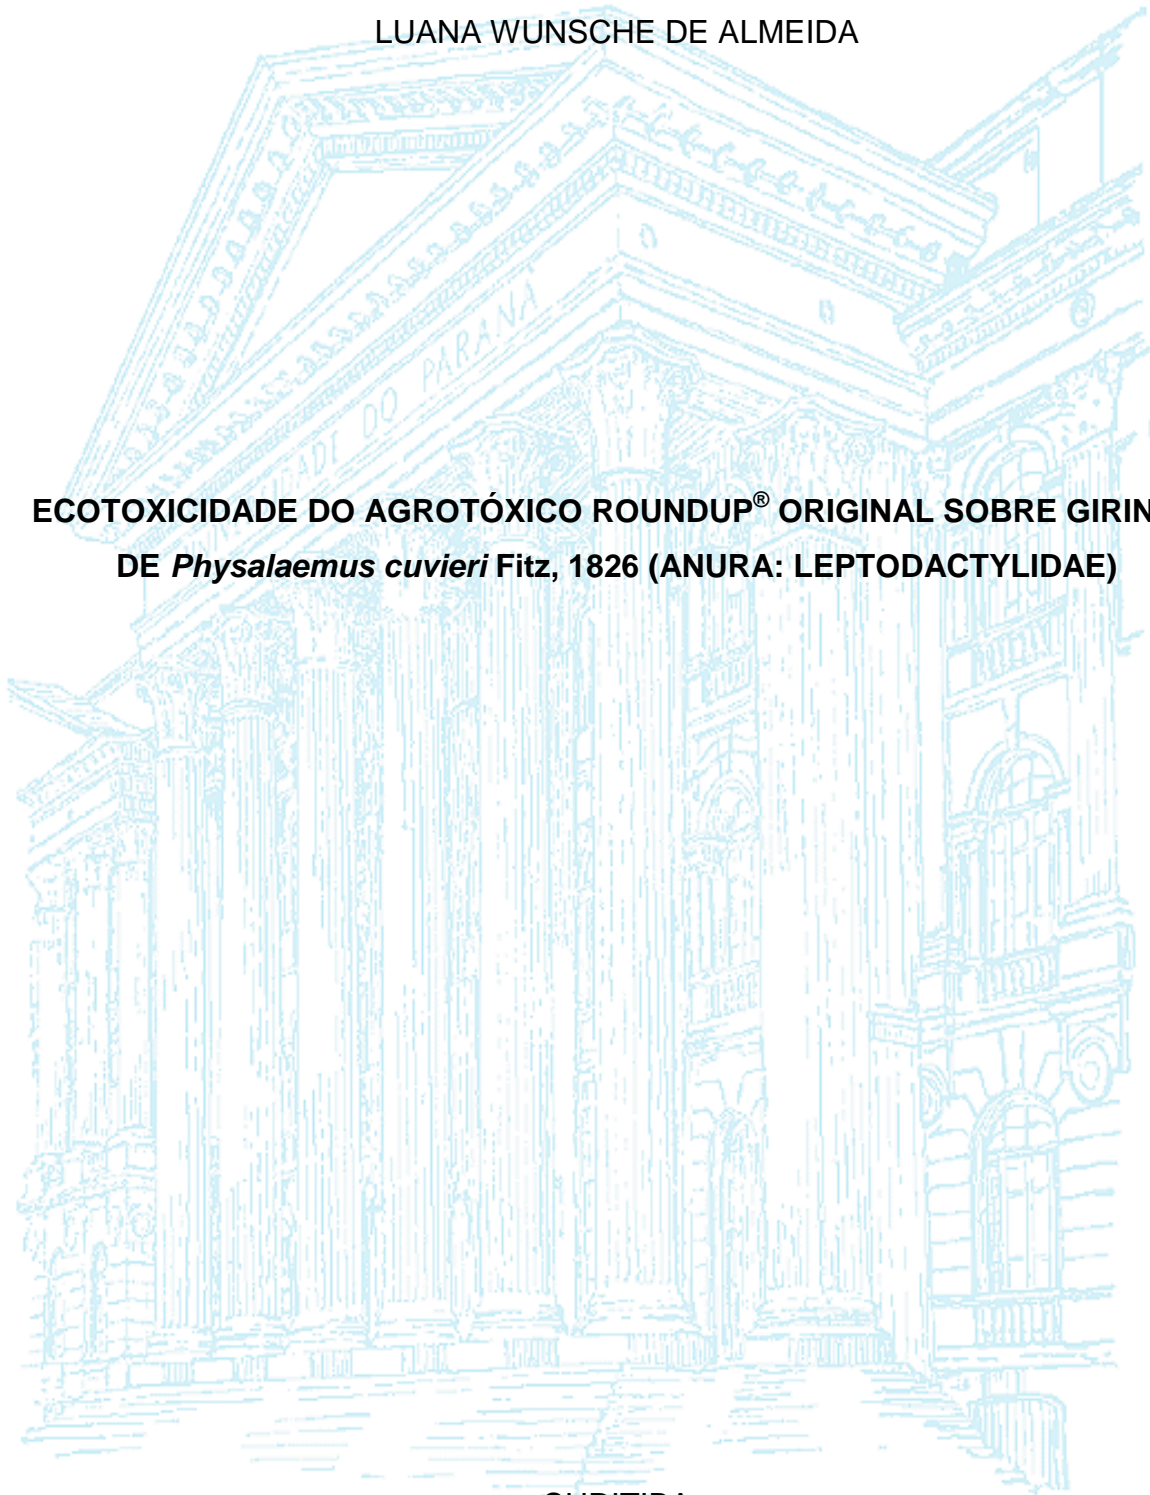 LUANA WUNSCHE DE ALMEIDA
DO PARANÁ
ECOTOXICIDADE DO AGROTÓXICO ROUNDUP® ORIGINAL SOBRE GIRIN
DE Physalaemus cuvieri Fitz, 1826 (ANURA: LEPTODACTYLIDAE)